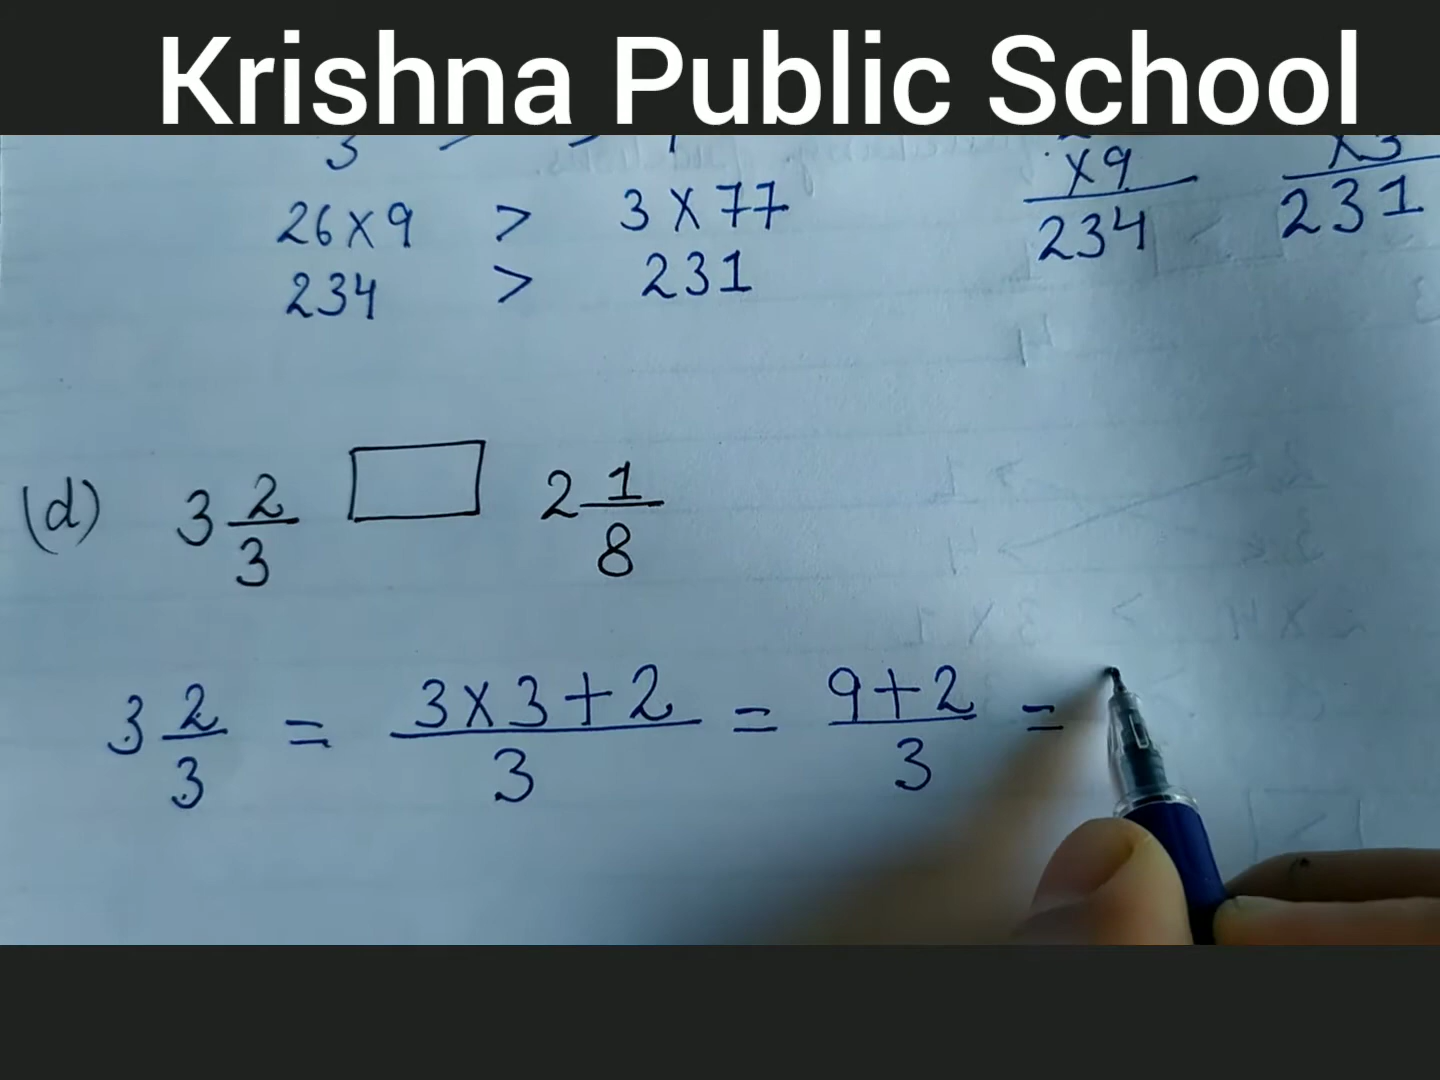 Krishna Public School
26×9 > 3×77 ×9 ×3
234 > 231 234 231
(d) 3 2/3 □ 2 1/8
3 2/3 = 3×3+2/3 = 9+2/3 =